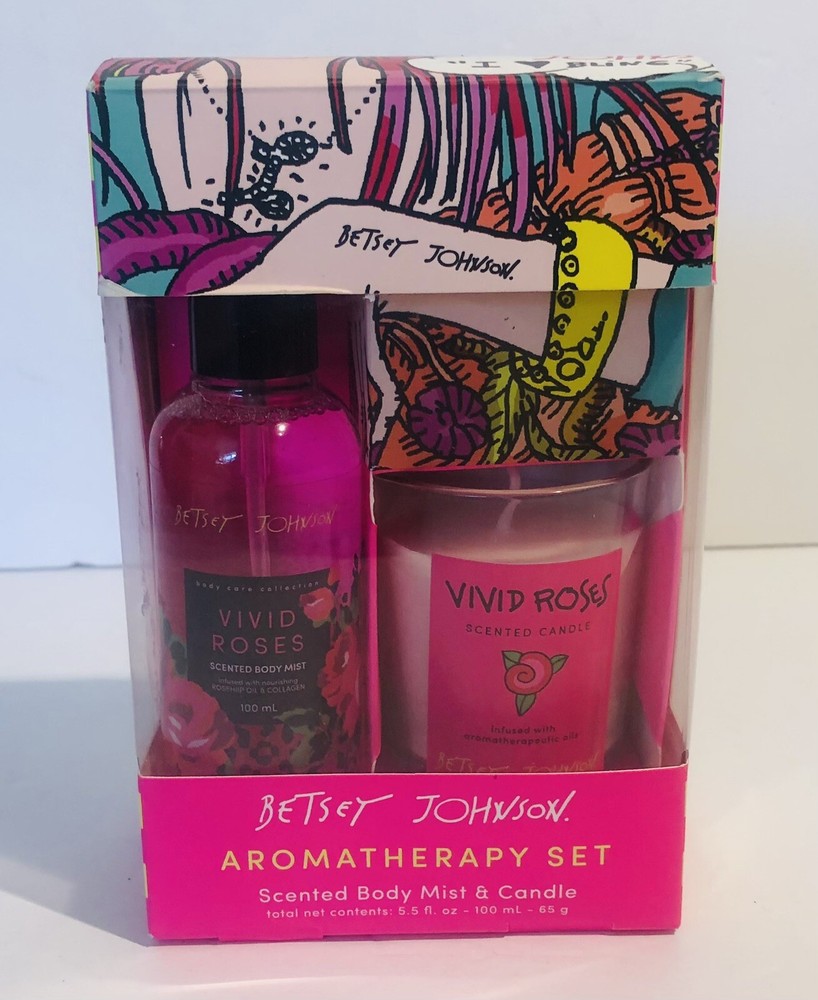 BETSEY JOHNSON.
BETSEY JOHNSON
body care collection
VIVID
ROSES
SCENTED BODY MIST
infused with nourishing
ROSEHIP OIL & COLLAGEN
100 mL
VIVID ROSES
SCENTED CANDLE
infused with
aromatherapeutic oils
BETSEY JOHNSON
BETSEY JOHNSON.
AROMATHERAPY SET
Scented Body Mist & Candle
total net contents: 5.5 fl. oz - 100 mL - 65 g